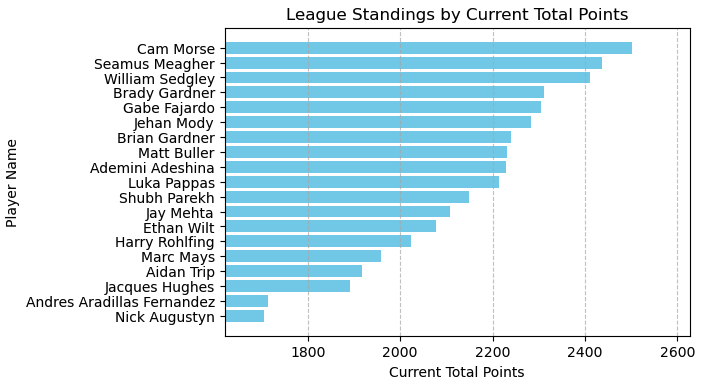 League Standings by Current Total Points
Player Name
Cam Morse
Seamus Meagher
William Sedgley
Brady Gardner
Gabe Fajardo
Jehan Mody
Brian Gardner
Matt Buller
Ademini Adeshina
Luka Pappas
Shubh Parekh
Jay Mehta
Ethan Wilt
Harry Rohlfing
Marc Mays
Aidan Trip
Jacques Hughes
Andres Aradillas Fernandez
Nick Augustyn
1800 2000 2200 2400 2600
Current Total Points